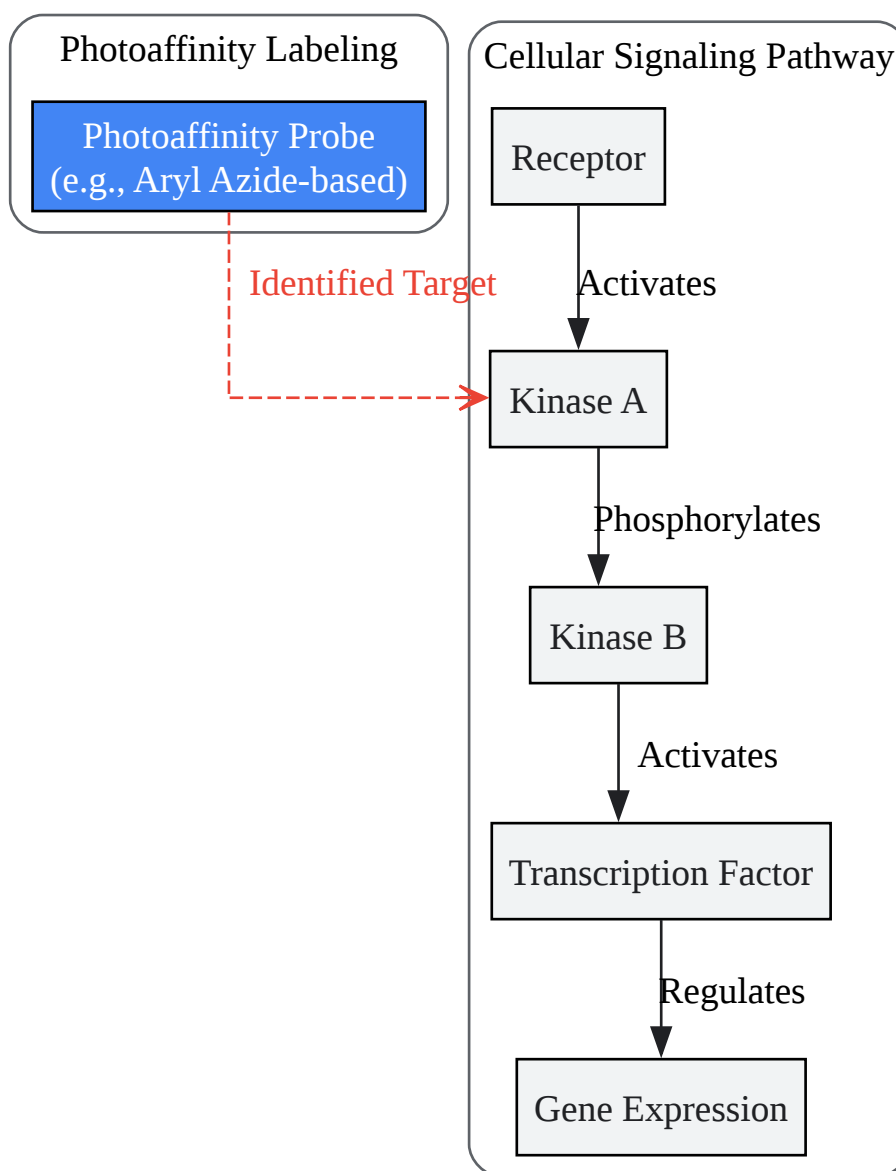 Photoaffinity Labeling
Photoaffinity Probe
(e.g., Aryl Azide-based)
Identified Target
Cellular Signaling Pathway
Receptor
Activates
Kinase A
Phosphorylates
Kinase B
Activates
Transcription Factor
Regulates
Gene Expression